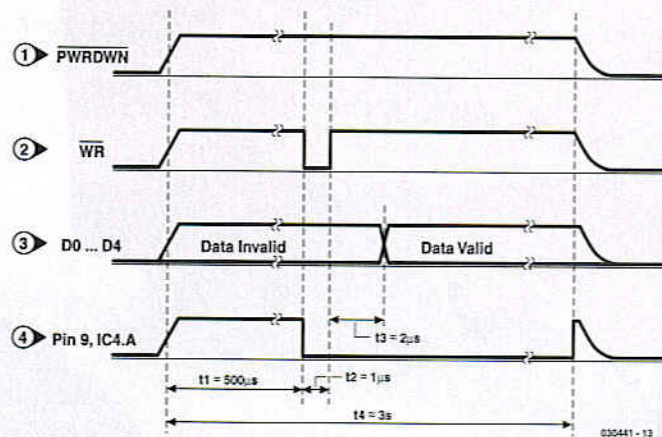 1 PWRDWN
2 WR
3 D0 ... D4 Data Invalid Data Valid
4 Pin 9, IC4.A
t3 = 2µs
t1 = 500µs t2 = 1µs
t4 = 3s
030441 - 13